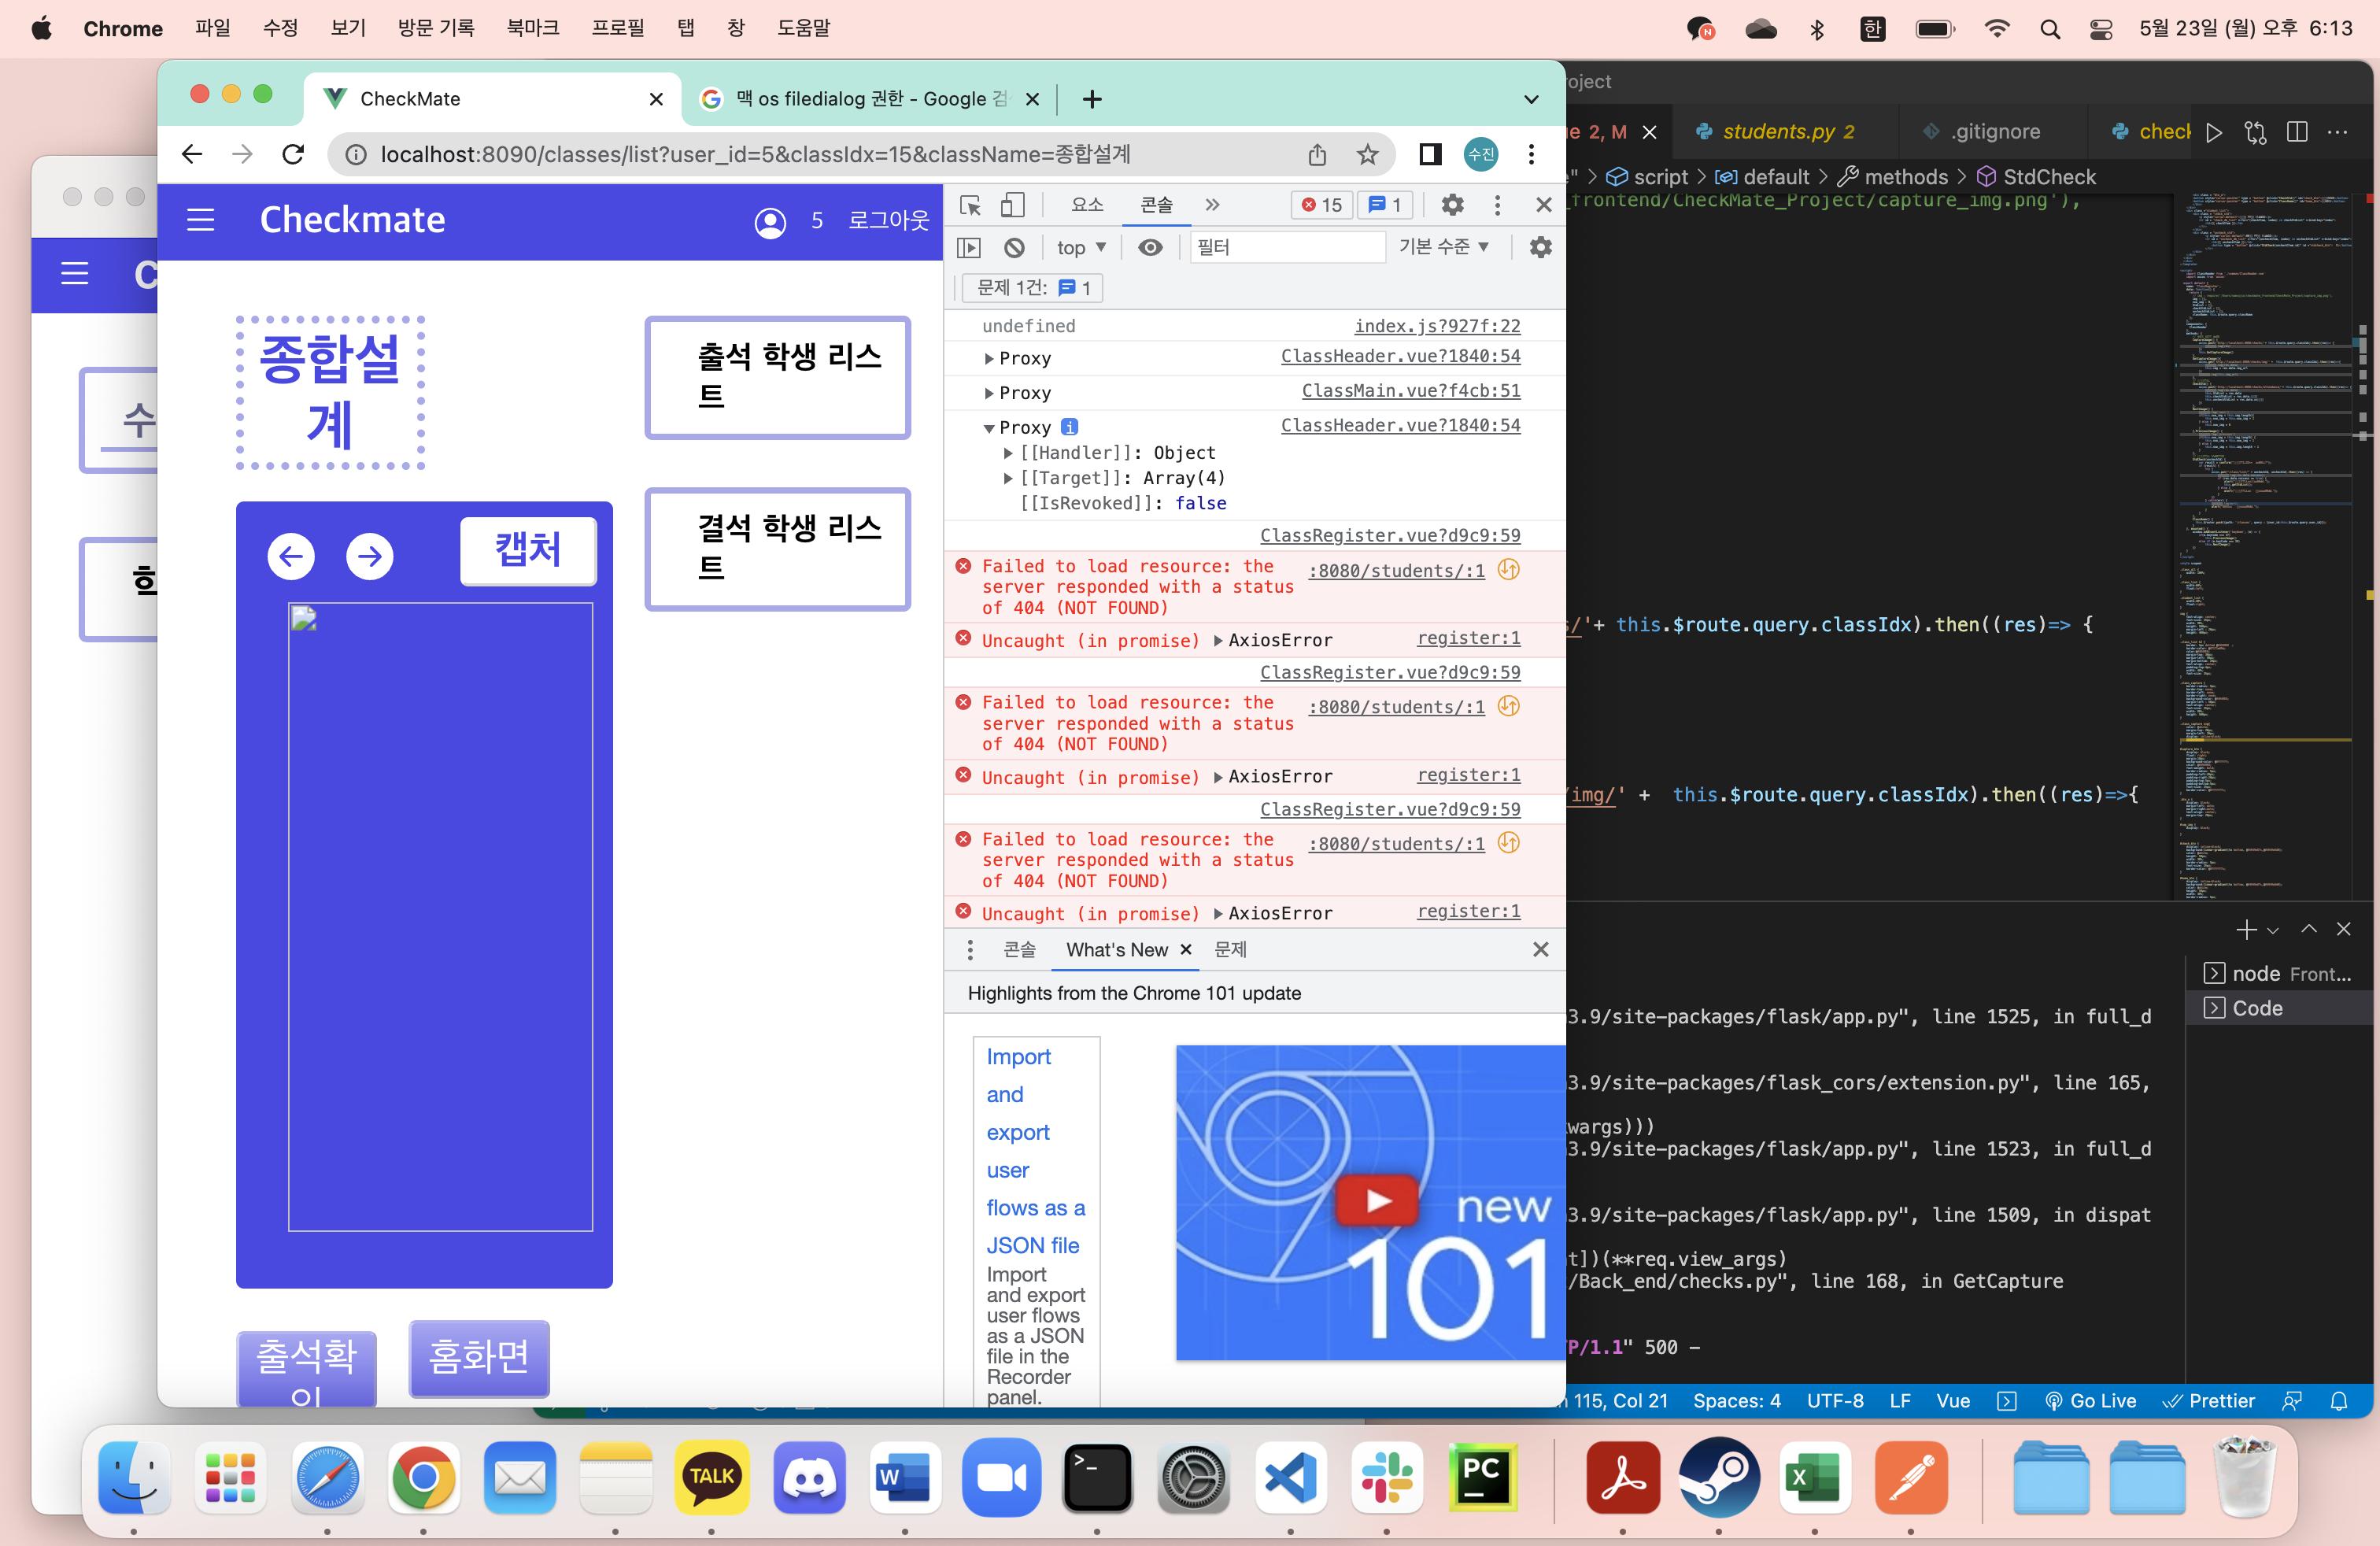 Chrome 파일 수정 보기 방문 기록 북마크 프로필 탭 창 도움말
한 5월 23일 (월) 오후 6:13
CheckMate
맥 os filedialog 권한 - Google 검
localhost:8090/classes/list?user_id=5&classIdx=15&className=종합설계
수진
Checkmate
5 로그아웃
종합설
계
캡처
출석 학생 리스
트
결석 학생 리스
트
출석확
인
홈화면
C
수
요소 콘솔 15 1
top 필터 기본 수준
문제 1건: 1
undefined index.js?927f:22
Proxy ClassHeader.vue?1840:54
Proxy ClassMain.vue?f4cb:51
Proxy i ClassHeader.vue?1840:54
[[Handler]]: Object
[[Target]]: Array(4)
[[IsRevoked]]: false
ClassRegister.vue?d9c9:59
Failed to load resource: the :8080/students/:1
server responded with a status
of 404 (NOT FOUND)
Uncaught (in promise) AxiosError register:1
ClassRegister.vue?d9c9:59
Failed to load resource: the :8080/students/:1
server responded with a status
of 404 (NOT FOUND)
Uncaught (in promise) AxiosError register:1
ClassRegister.vue?d9c9:59
Failed to load resource: the :8080/students/:1
server responded with a status
of 404 (NOT FOUND)
Uncaught (in promise) AxiosError register:1
콘솔 What's New 문제
Highlights from the Chrome 101 update
Import
and
export
user
flows as a
JSON file
Import
and export
user flows
as a JSON
file in the
Recorder
panel.
new
101
oject
e 2, M students.py 2 .gitignore check
" script default methods StdCheck
_frontend/CheckMate_Project/capture_img.png'),
/'+ this.$route.query.classIdx).then((res)=> {
/img/' + this.$route.query.classIdx).then((res)=>{
node Front...
Code
3.9/site-packages/flask/app.py", line 1525, in full_d
3.9/site-packages/flask_cors/extension.py", line 165,
wargs)))
3.9/site-packages/flask/app.py", line 1523, in full_d
3.9/site-packages/flask/app.py", line 1509, in dispat
t])(**req.view_args)
/Back_end/checks.py", line 168, in GetCapture
P/1.1" 500 –
n 115, Col 21 Spaces: 4 UTF-8 LF Vue Go Live Prettier
TALK
W
PC
X